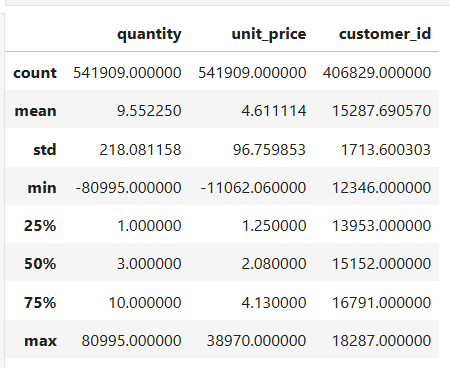 quantity unit_price customer_id
count 541909.000000 541909.000000 406829.000000
mean 9.552250 4.611114 15287.690570
std 218.081158 96.759853 1713.600303
min -80995.000000 -11062.060000 12346.000000
25% 1.000000 1.250000 13953.000000
50% 3.000000 2.080000 15152.000000
75% 10.000000 4.130000 16791.000000
max 80995.000000 38970.000000 18287.000000